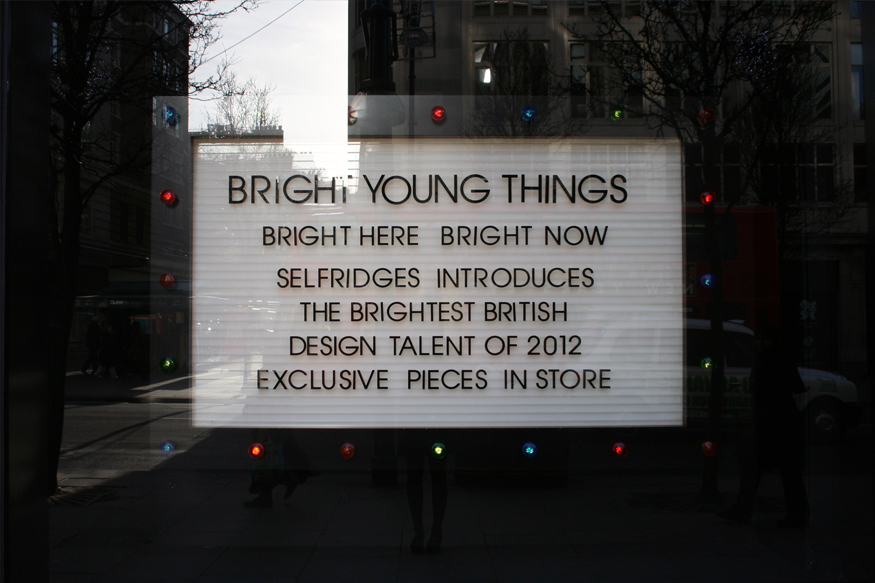 BRIGHT YOUNG THINGS
BRIGHT HERE BRIGHT NOW
SELFRIDGES INTRODUCES
THE BRIGHTEST BRITISH
DESIGN TALENT OF 2012
EXCLUSIVE PIECES IN STORE